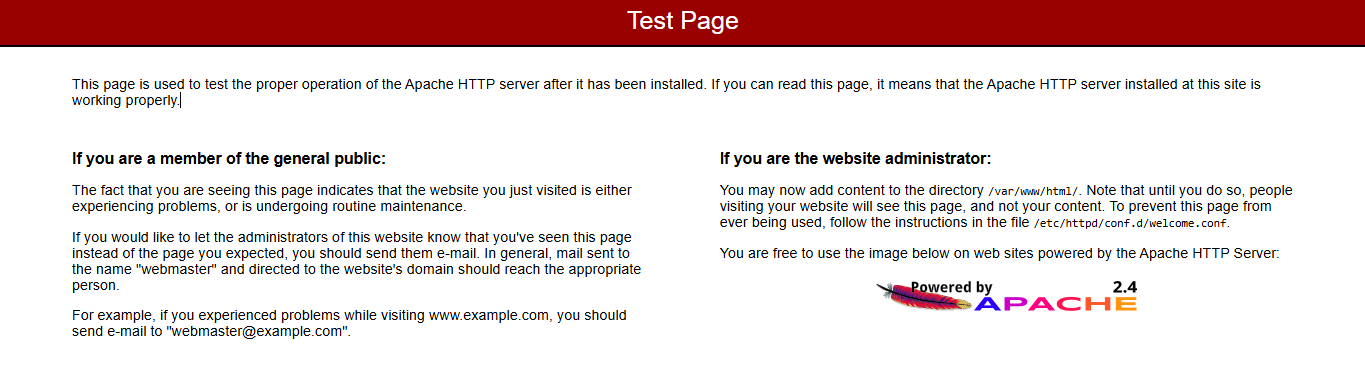 Test Page
This page is used to test the proper operation of the Apache HTTP server after it has been installed. If you can read this page, it means that the Apache HTTP server installed at this site is
working properly.
If you are a member of the general public:
The fact that you are seeing this page indicates that the website you just visited is either
experiencing problems, or is undergoing routine maintenance.
If you would like to let the administrators of this website know that you've seen this page
instead of the page you expected, you should send them e-mail. In general, mail sent to
the name "webmaster" and directed to the website's domain should reach the appropriate
person.
For example, if you experienced problems while visiting www.example.com, you should
send e-mail to "webmaster@example.com".
If you are the website administrator:
You may now add content to the directory /var/www/html/. Note that until you do so, people
visiting your website will see this page, and not your content. To prevent this page from
ever being used, follow the instructions in the file /etc/httpd/conf.d/welcome.conf.
You are free to use the image below on web sites powered by the Apache HTTP Server:
Powered by 2.4
APACHE